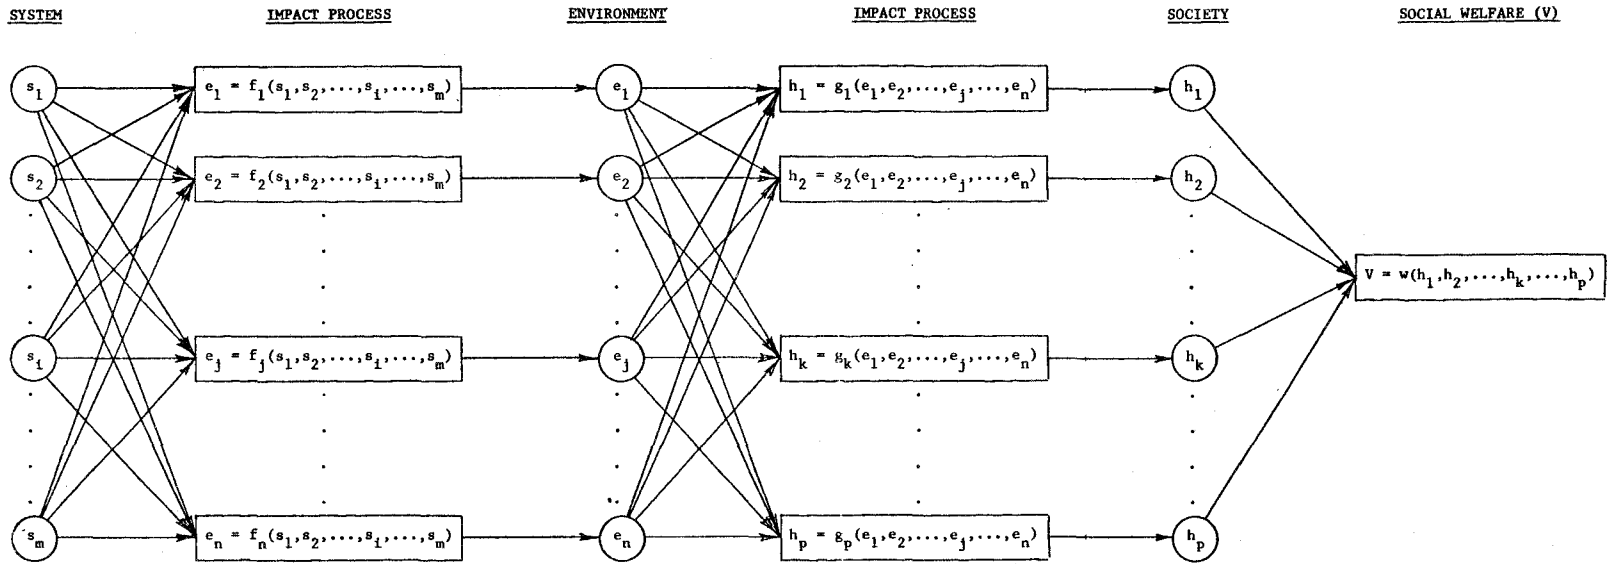 SYSTEM IMPACT PROCESS ENVIRONMENT IMPACT PROCESS SOCIETY SOCIAL WELFARE (V)
s1 e1 = f1(s1,s2,...,si,...,sm) e1 h1 = g1(e1,e2,...,ej,...,en) h1
s2 e2 = f2(s1,s2,...,si,...,sm) e2 h2 = g2(e1,e2,...,ej,...,en) h2
V = w(h1,h2,...,hk,...,hp)
si ej = fj(s1,s2,...,si,...,sm) ej hk = gk(e1,e2,...,ej,...,en) hk
sm en = fn(s1,s2,...,si,...,sm) en hp = gp(e1,e2,...,ej,...,en) hp